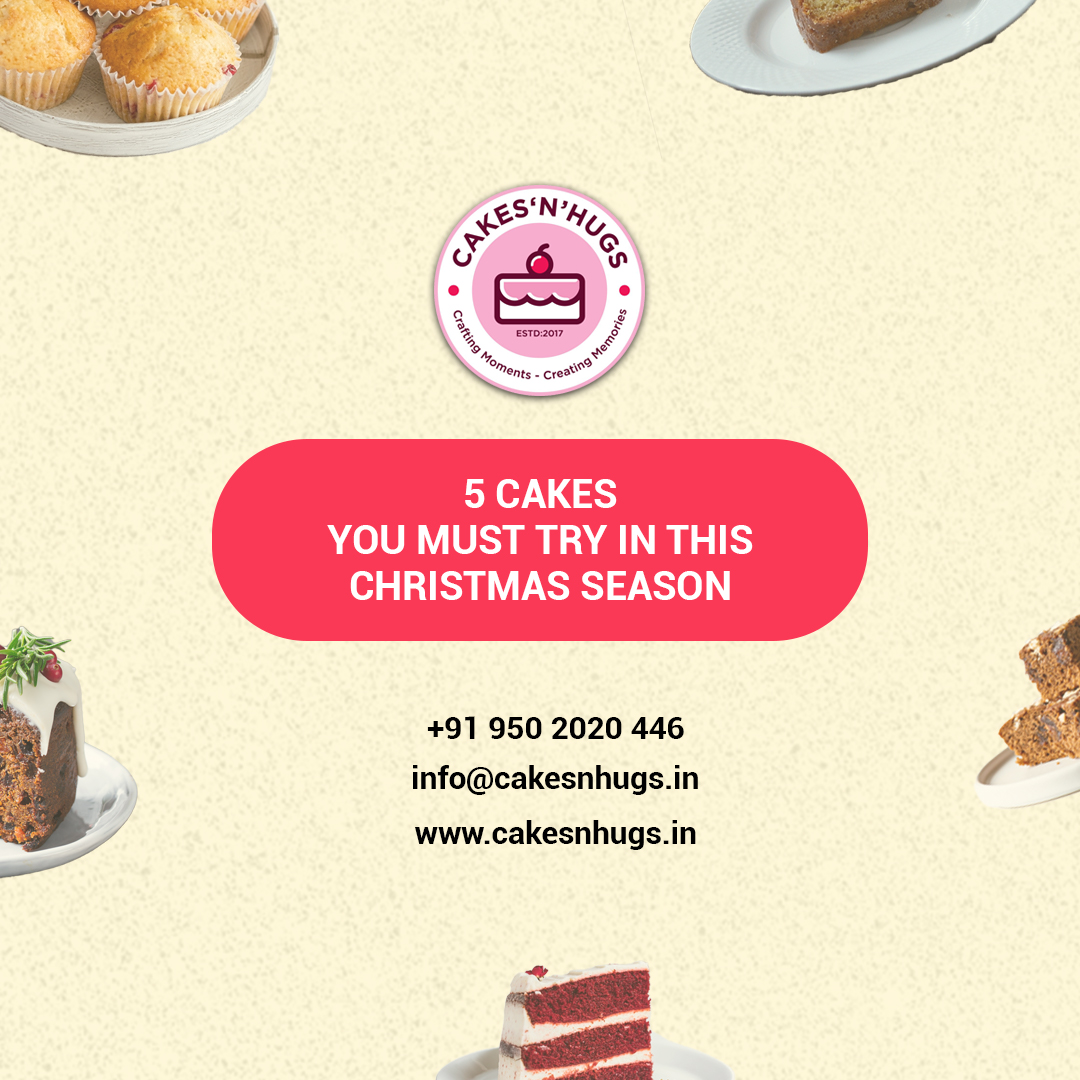 CAKES‘N’HUGS
ESTD:2017
Crafting Moments - Creating Memories
5 CAKES
YOU MUST TRY IN THIS
CHRISTMAS SEASON
+91 950 2020 446
info@cakesnhugs.in
www.cakesnhugs.in